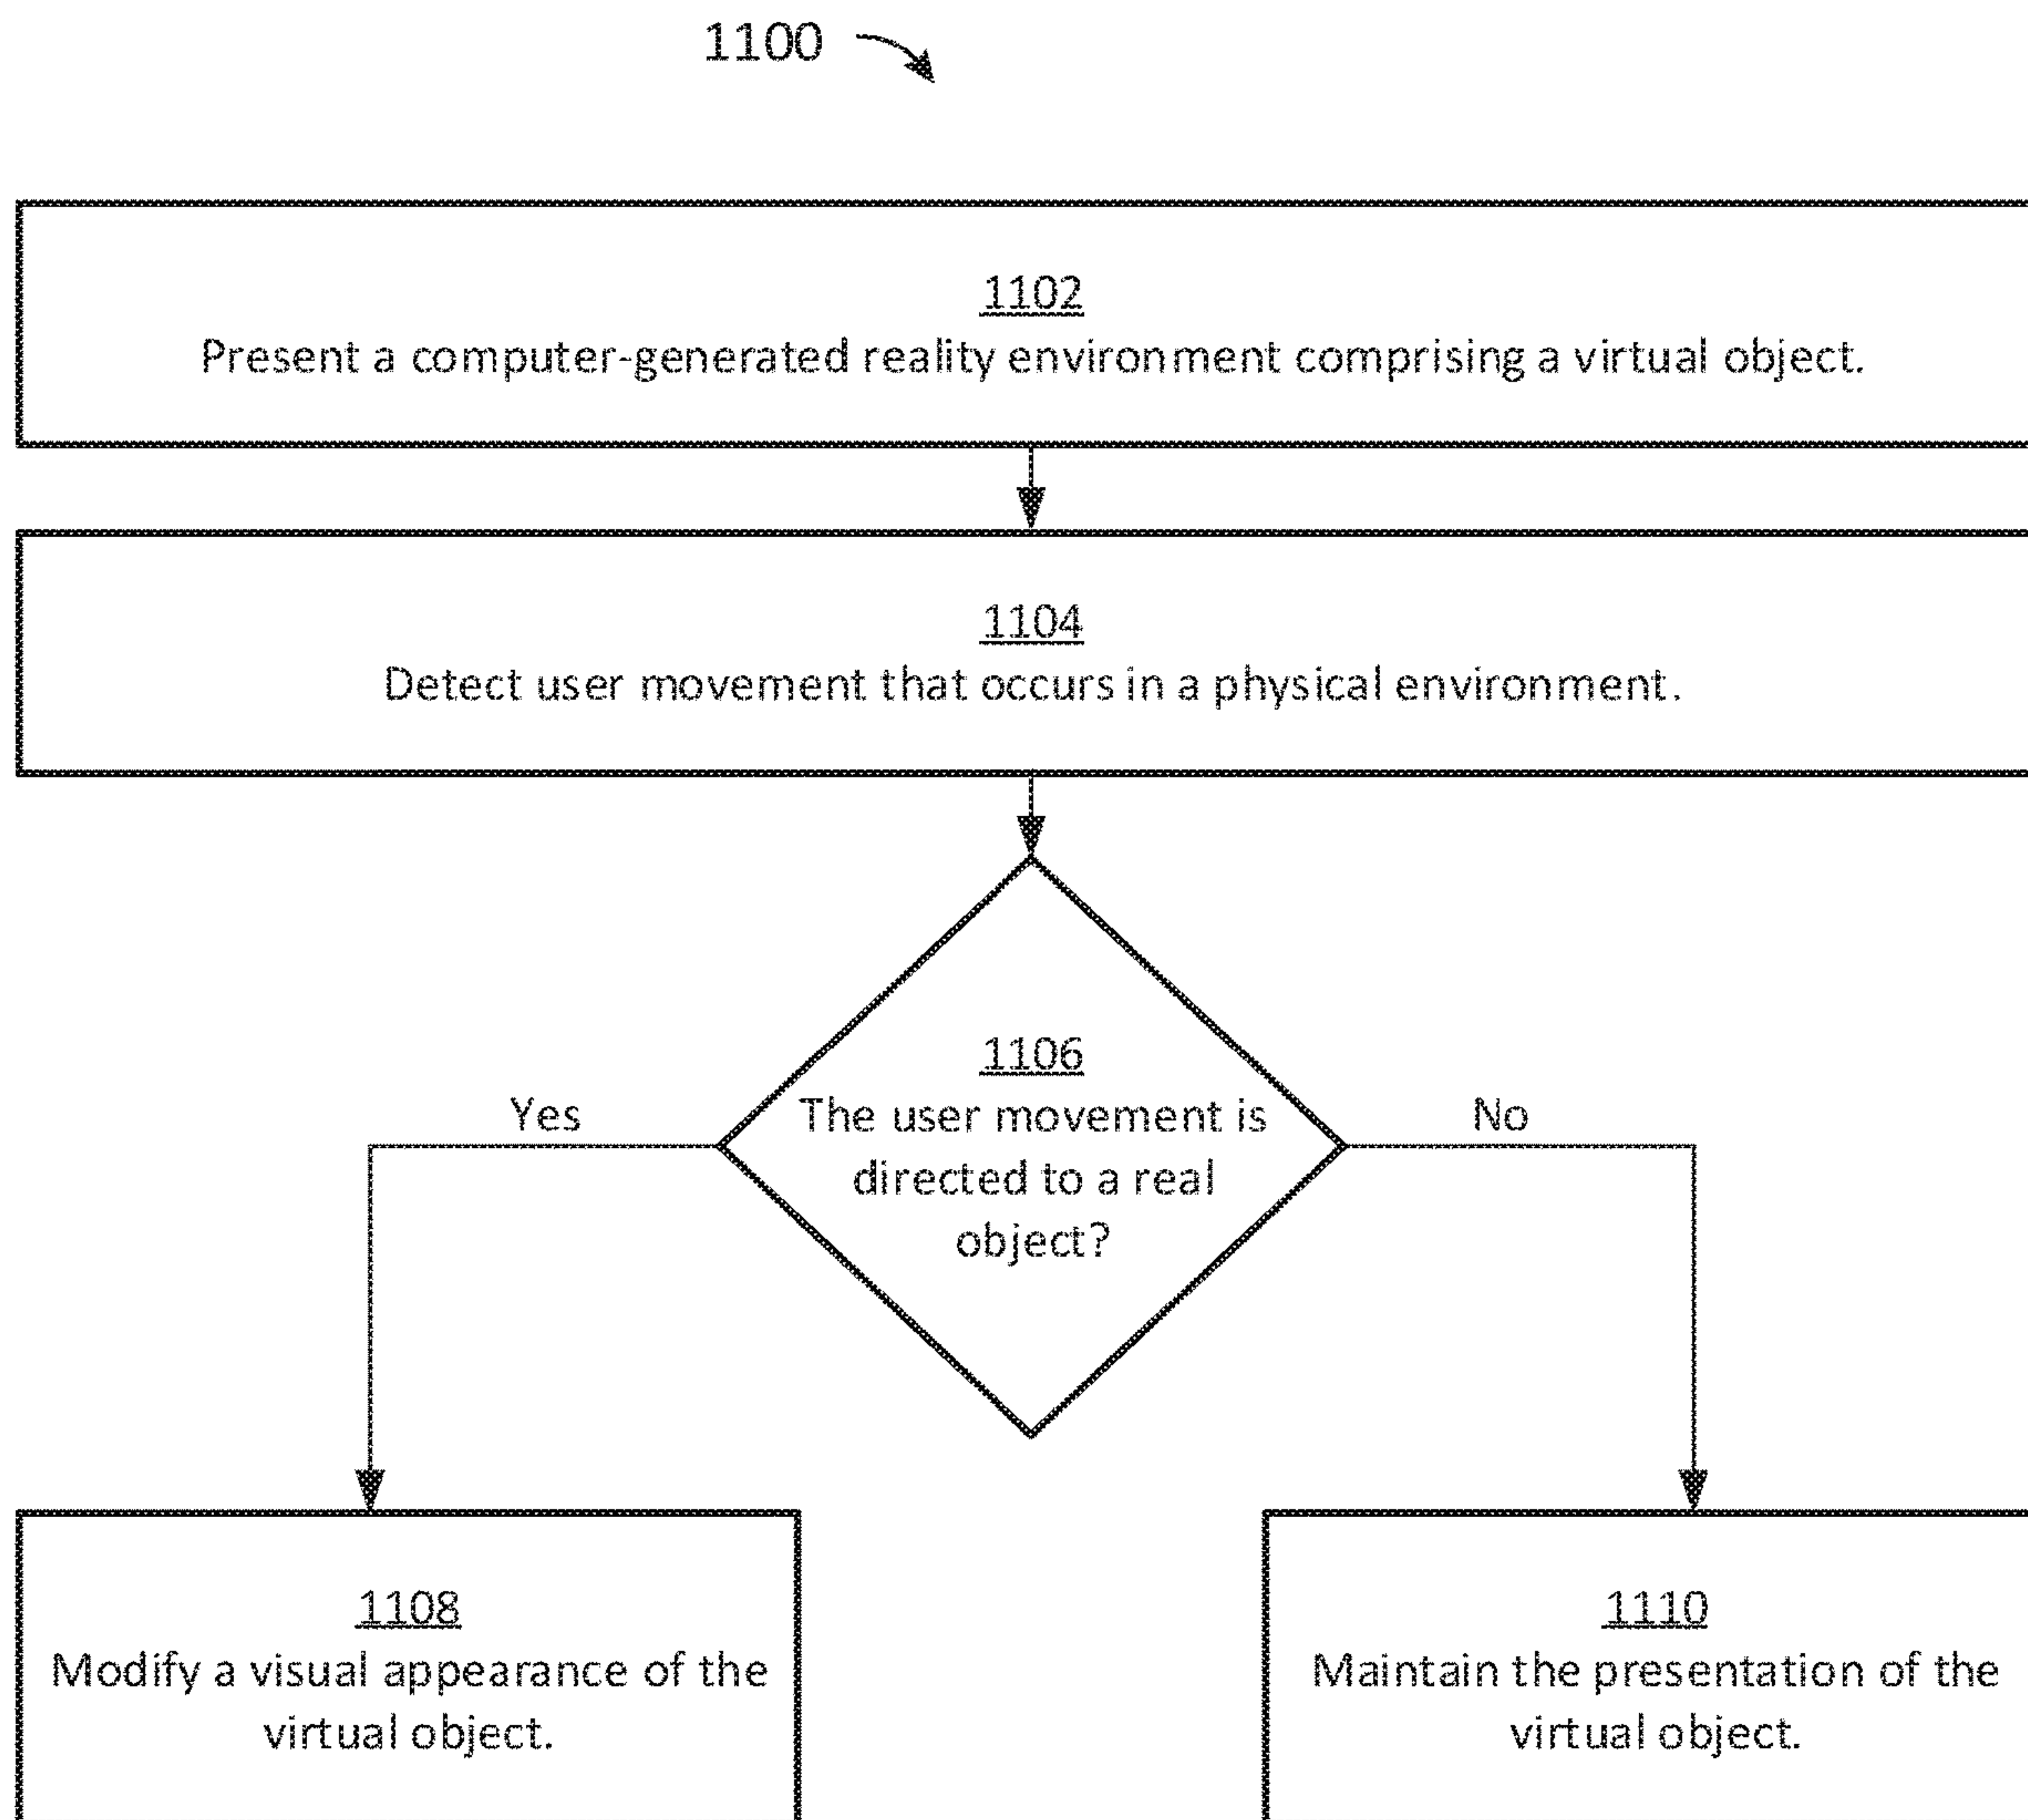 1100
1102
Present a computer-generated reality environment comprising a virtual object.
1104
Detect user movement that occurs in a physical environment.
1106
Yes
The user movement is
No
directed to a real
object?
1108
Modify a visual appearance of the
virtual object.
1110
Maintain the presentation of the
virtual object.